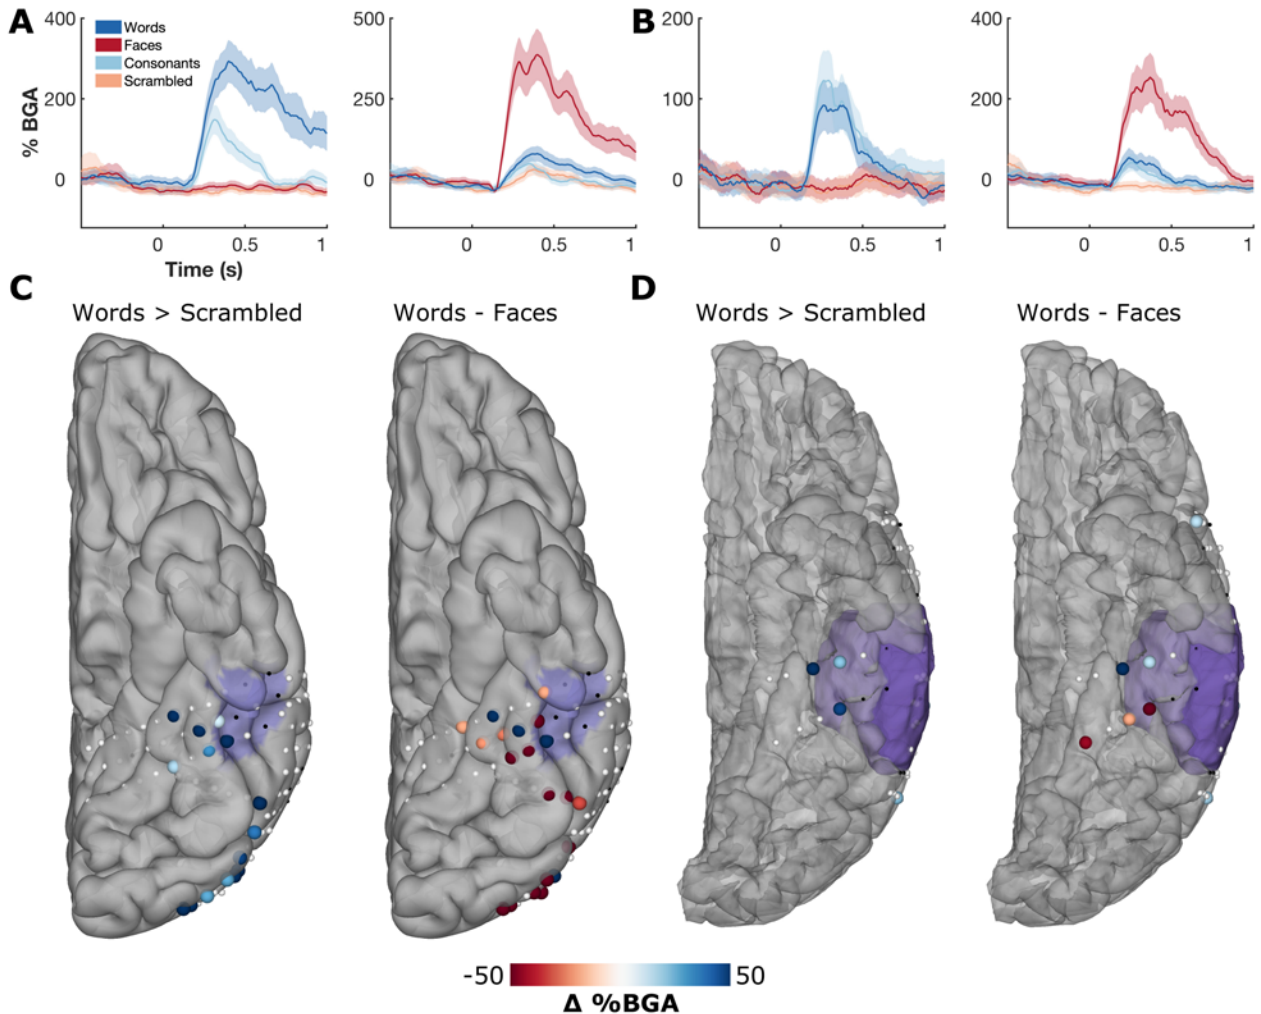 A
B
400
200
0
% BGA
Words
Faces
Consonants
Scrambled
0 0.5 1
Time (s)
500
250
0
0 0.5 1
200
100
0
0 0.5 1
400
200
0
0 0.5 1
C
D
Words > Scrambled
Words - Faces
Words > Scrambled
Words - Faces
-50 50
Δ %BGA